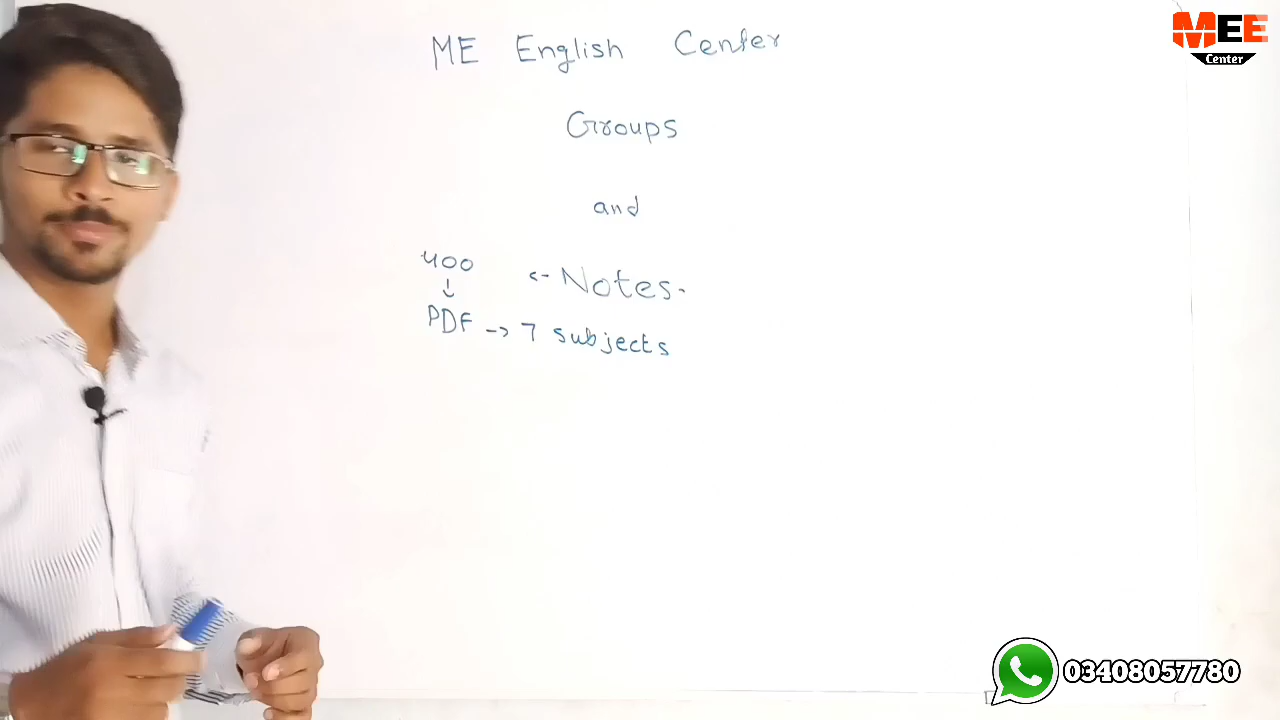 ME English Center
MEE
Center
Groups
and
400 <- Notes.
↓
PDF -> 7 subjects
03408057780